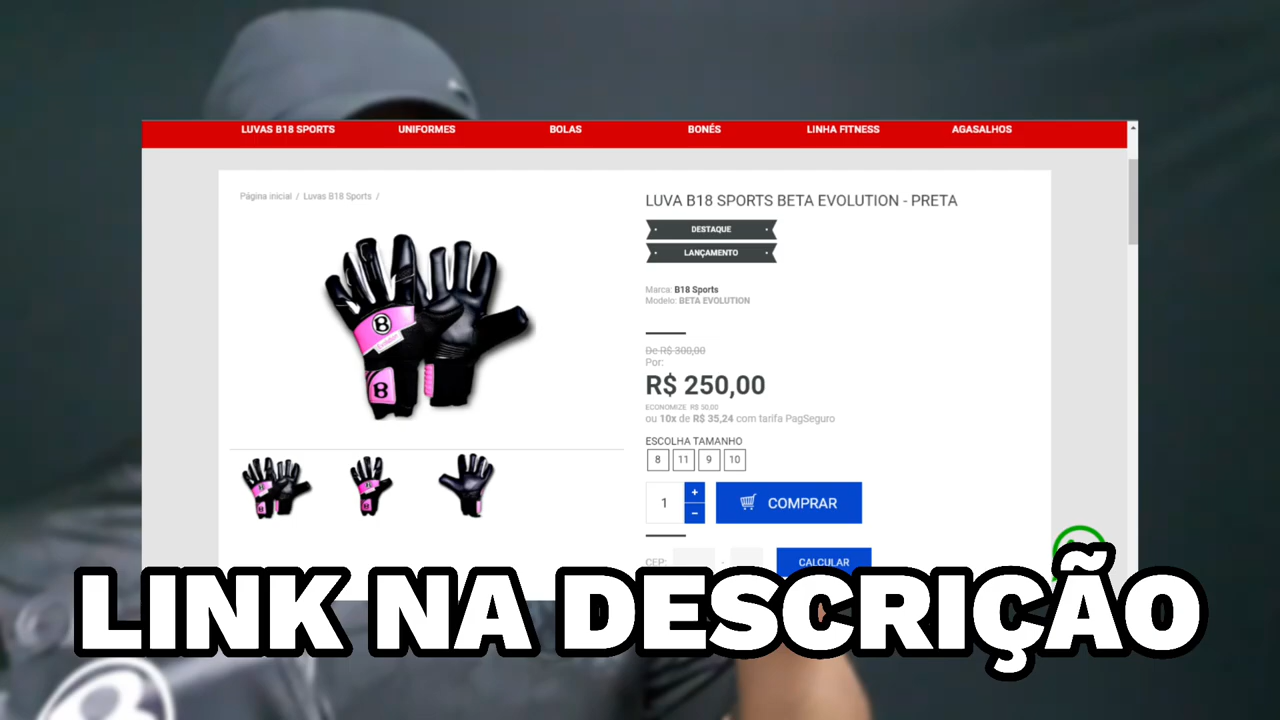 LUVAS B18 SPORTS UNIFORMES BOLAS BONÉS LINHA FITNESS AGASALHOS
Página inicial / Luvas B18 Sports /
LUVA B18 SPORTS BETA EVOLUTION - PRETA
DESTAQUE
LANÇAMENTO
Marca: B18 Sports
Modelo: BETA EVOLUTION
De R$ 300,00
Por:
R$ 250,00
ECONOMIZE R$ 50,00
ou 10x de R$ 35,24 com tarifa PagSeguro
ESCOLHA TAMANHO
8 11 9 10
1 + −
COMPRAR
CEP: - CALCULAR
B
B
LINK NA DESCRIÇÃO